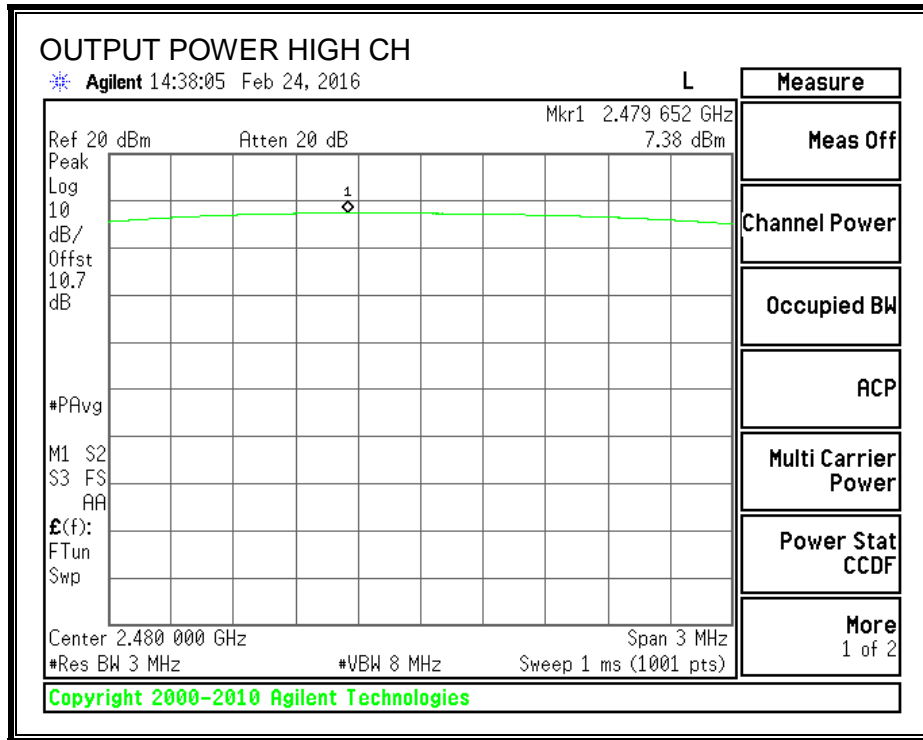 OUTPUT POWER HIGH CH
Agilent 14:38:05 Feb 24, 2016 L
Mkr1 2.479 652 GHz
Ref 20 dBm Atten 20 dB 7.38 dBm
Peak
Log
10
dB/
Offst
10.7
dB
1
#PAvg
M1 S2
S3 FS
AA
£(f):
FTun
Swp
Center 2.480 000 GHz Span 3 MHz
#Res BW 3 MHz #VBW 8 MHz Sweep 1 ms (1001 pts)
Copyright 2000-2010 Agilent Technologies
Measure
Meas Off
Channel Power
Occupied BW
ACP
Multi Carrier
Power
Power Stat
CCDF
More
1 of 2